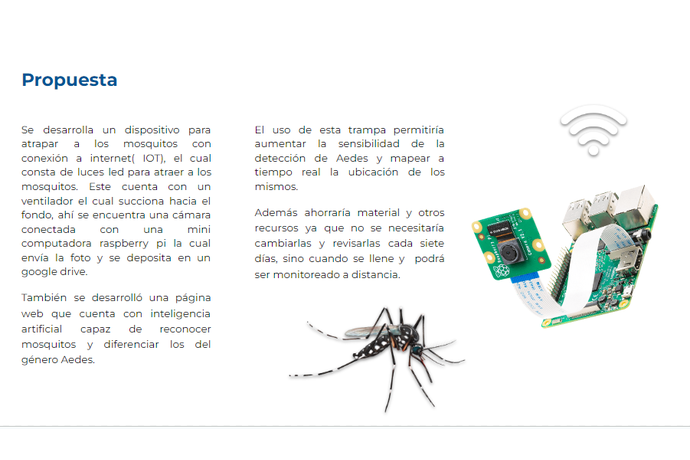 Propuesta
Se desarrolla un dispositivo para
atrapar a los mosquitos con
conexión a internet( IOT), el cual
consta de luces led para atraer a los
mosquitos. Este cuenta con un
ventilador el cual succiona hacia el
fondo, ahí se encuentra una cámara
conectada con una mini
computadora raspberry pi la cual
envía la foto y se deposita en un
google drive.
También se desarrolló una página
web que cuenta con inteligencia
artificial capaz de reconocer
mosquitos y diferenciar los del
género Aedes.
El uso de esta trampa permitiría
aumentar la sensibilidad de la
detección de Aedes y mapear a
tiempo real la ubicación de los
mismos.
Además ahorraría material y otros
recursos ya que no se necesitaría
cambiarlas y revisarlas cada siete
días, sino cuando se llene y podrá
ser monitoreado a distancia.